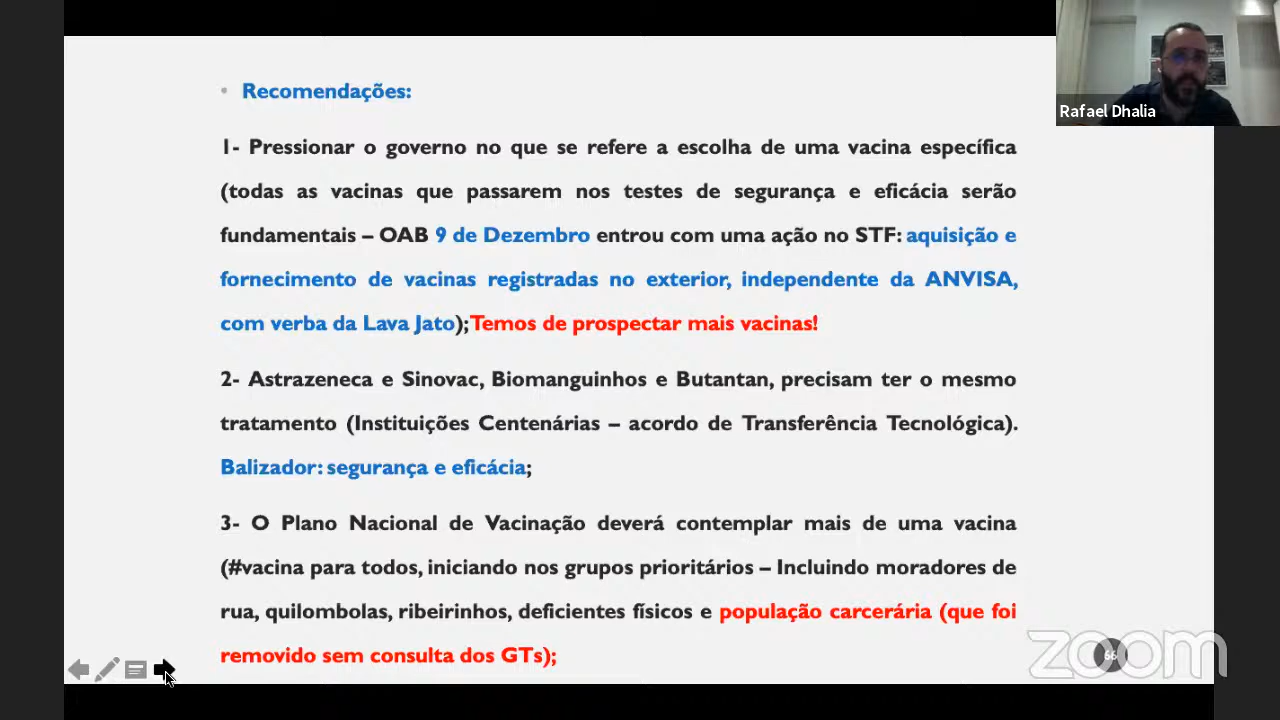 Rafael Dhalia
• Recomendações:
1- Pressionar o governo no que se refere a escolha de uma vacina específica
(todas as vacinas que passarem nos testes de segurança e eficácia serão
fundamentais – OAB 9 de Dezembro entrou com uma ação no STF: aquisição e
fornecimento de vacinas registradas no exterior, independente da ANVISA,
com verba da Lava Jato);Temos de prospectar mais vacinas!
2- Astrazeneca e Sinovac, Biomanguinhos e Butantan, precisam ter o mesmo
tratamento (Instituições Centenárias – acordo de Transferência Tecnológica).
Balizador: segurança e eficácia;
3- O Plano Nacional de Vacinação deverá contemplar mais de uma vacina
(#vacina para todos, iniciando nos grupos prioritários – Incluindo moradores de
rua, quilombolas, ribeirinhos, deficientes físicos e população carcerária (que foi
removido sem consulta dos GTs);
66
zoom